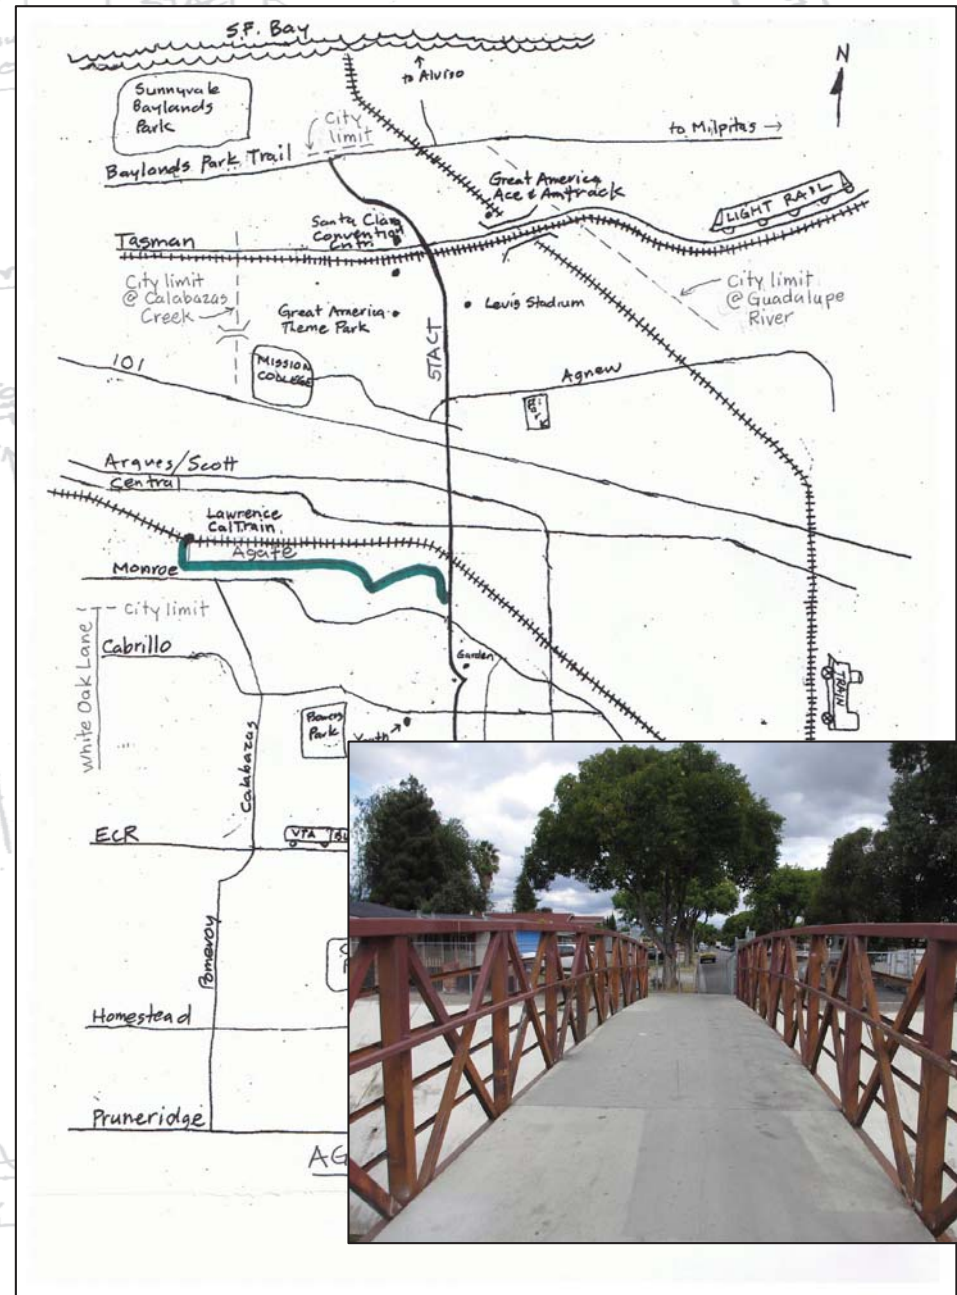 S.F. Bay
to Alviso
N
Sunnyvale
Baylands
Park
City
limit
to Milpitas →
Baylands Park Trail
Great America
Ace & Amtrack
LIGHT RAIL
Santa Clara
Convention
Cntr
Tasman
City limit
@ Calabazas
Creek
City limit
@ Guadalupe
River
Great America
Theme Park
Levis Stadium
STACT
101
MISSION
COLLEGE
Agnew
Park
Arques/Scott
Central
Lawrence
CalTrain
Agate
Monroe
City limit
White Oak Lane
Cabrillo
Garden
TRAIN
Bowers
Park
Youth
Calabazas
ECR
VTA
Pomeroy
Homestead
Pruneridge
AG